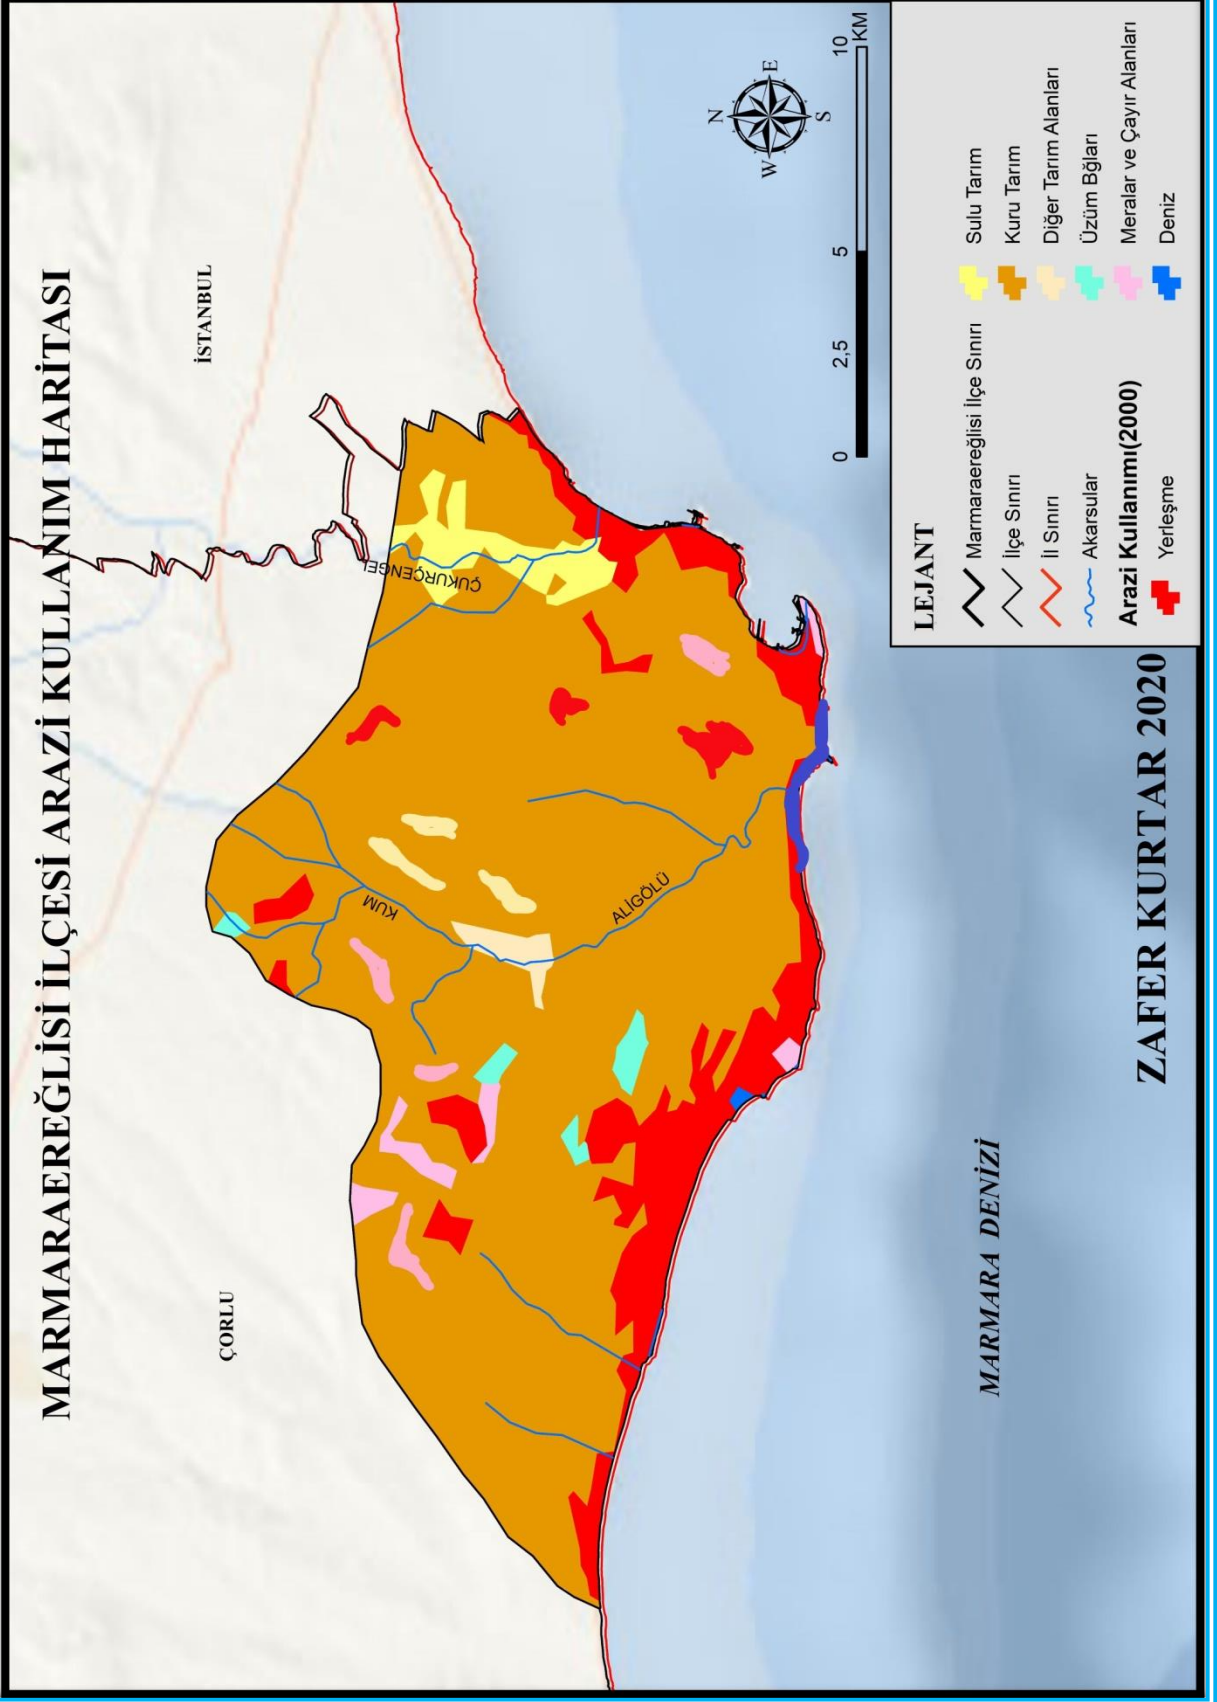 MARMARAEREĞLİSİ İLÇESİ ARAZİ KULLANIM HARİTASI
İSTANBUL
ÇORLU
ÇUKURÇENGEL
KUM
ALİGÖLÜ
MARMARA DENİZİ
N
E
S
W
0 2,5 5 10
KM
LEJANT
Marmaraereğlisi İlçe Sınırı
İlçe Sınırı
İl Sınırı
Akarsular
Arazi Kullanımı(2000)
Yerleşme
Sulu Tarım
Kuru Tarım
Diğer Tarım Alanları
Üzüm Bğları
Meralar ve Çayır Alanları
Deniz
ZAFER KURTAR 2020